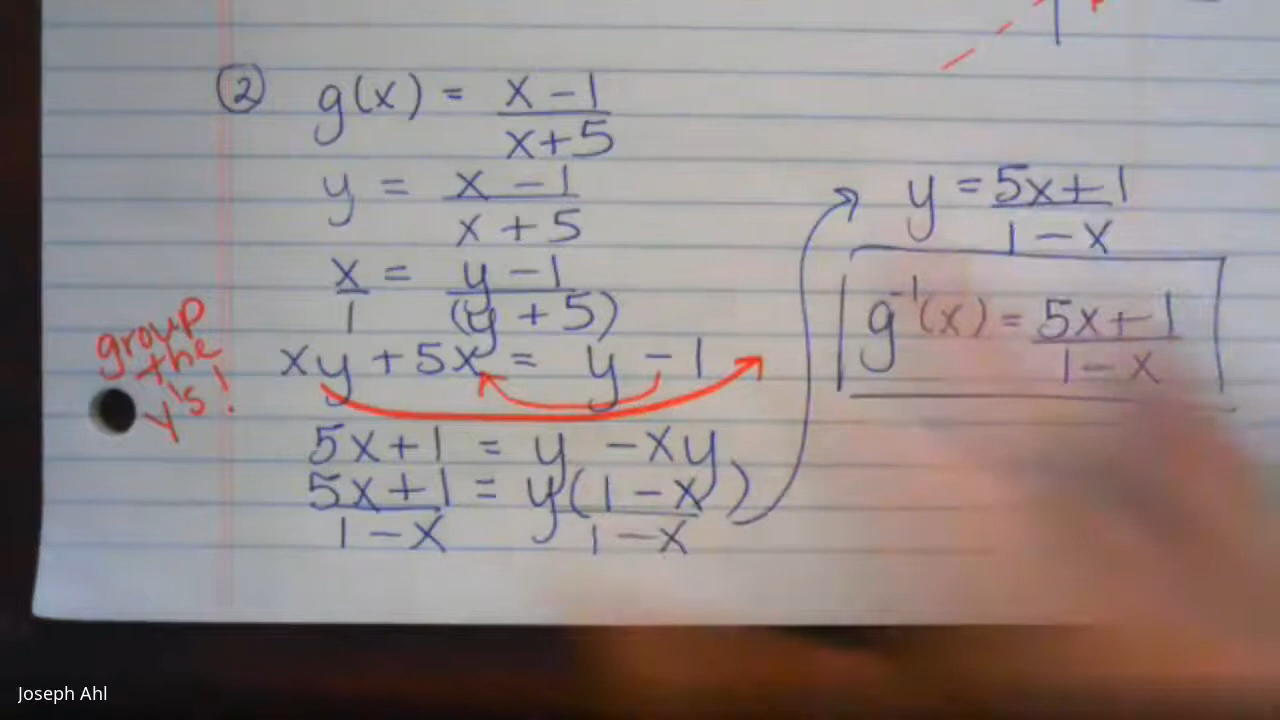 ② g(x) = x - 1 / x + 5
y = x - 1 / x + 5
x / 1 = y - 1 / (y + 5)
group the y's!
xy + 5x = y - 1
5x + 1 = y - xy
5x + 1 / 1 - x = y(1 - x) / 1 - x
y = 5x + 1 / 1 - x
g⁻¹(x) = 5x + 1 / 1 - x
Joseph Ahl